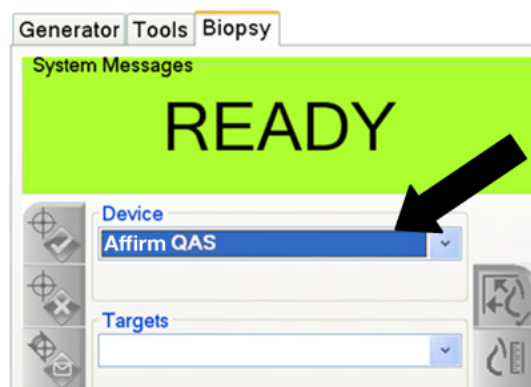 Generator Tools Biopsy
System Messages
READY
Device
Affirm QAS
Targets